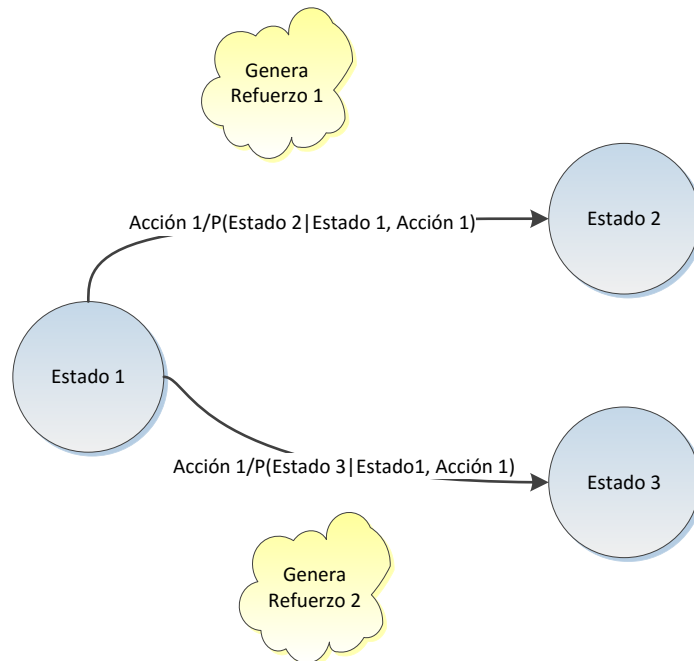 Genera
Refuerzo 1
Acción 1/P(Estado 2|Estado 1, Acción 1)
Estado 2
Estado 1
Acción 1/P(Estado 3|Estado1, Acción 1)
Estado 3
Genera
Refuerzo 2